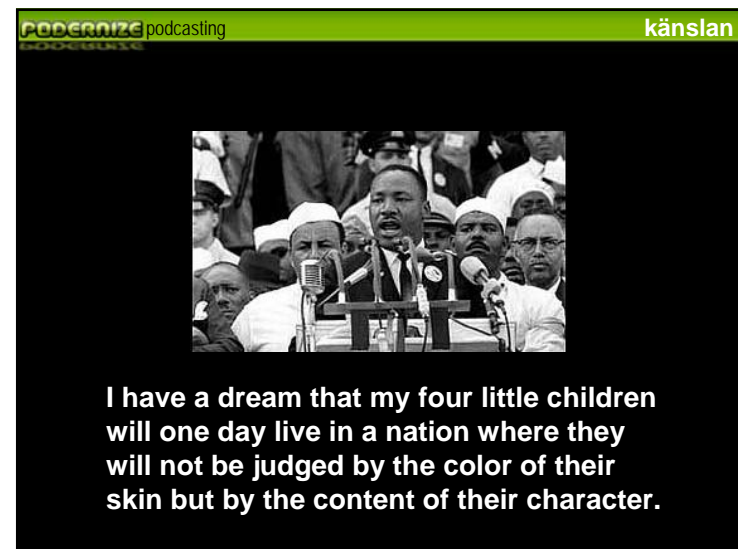 PODERNIZE podcasting känslan
I have a dream that my four little children
will one day live in a nation where they
will not be judged by the color of their
skin but by the content of their character.